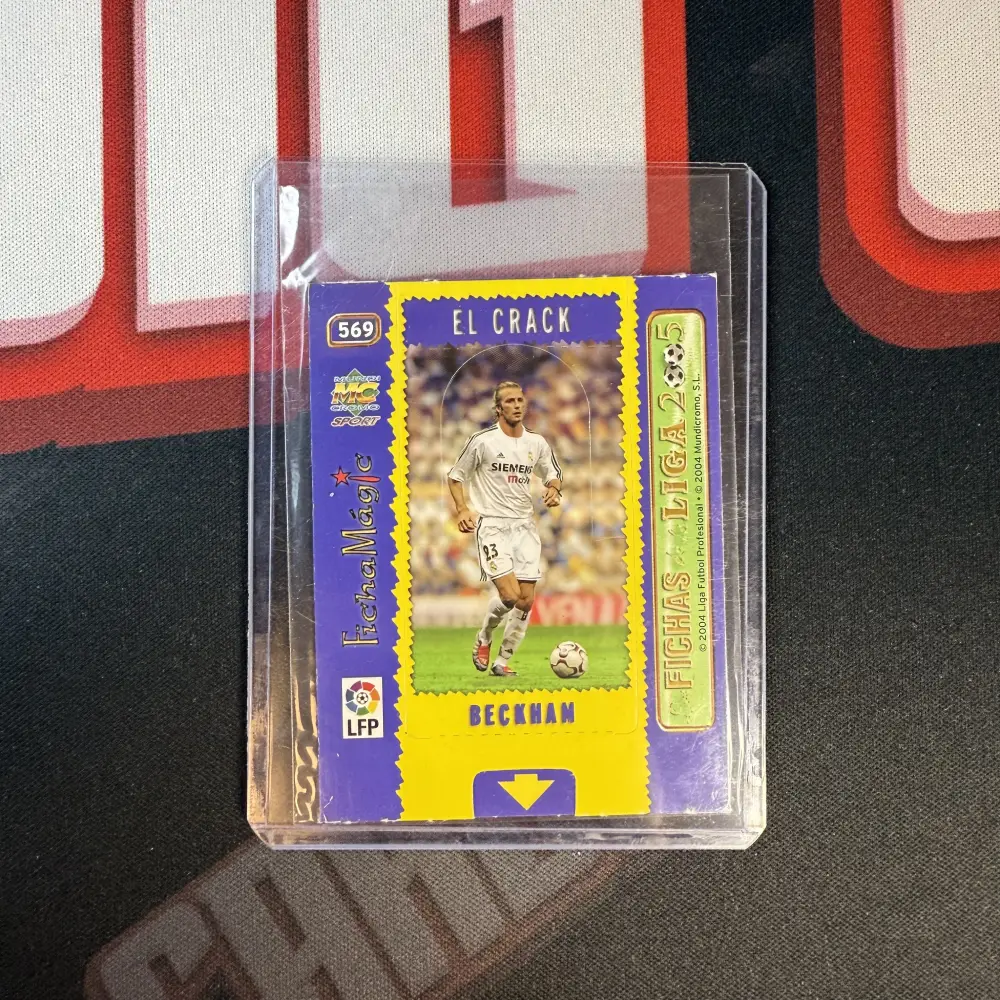 EL CRACK
569
MUNDI
MC
CROMO
SPORT
FichaMágic
LFP
SIEMENS
mobile
23
BECKHAM
FICHAS LIGA 2005
© 2004 Liga Futbol Profesional • © 2004 Mundicromo, S.L.